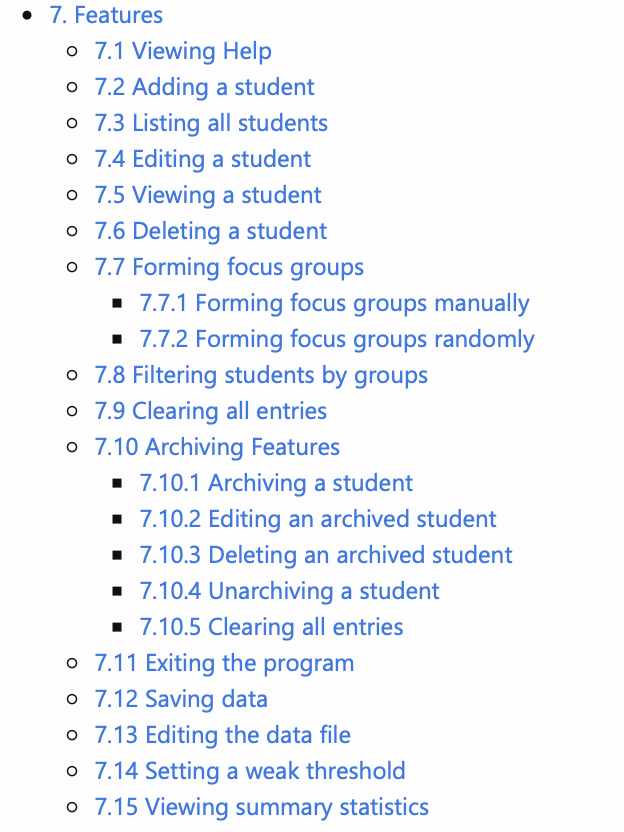 7. Features
7.1 Viewing Help
7.2 Adding a student
7.3 Listing all students
7.4 Editing a student
7.5 Viewing a student
7.6 Deleting a student
7.7 Forming focus groups
7.7.1 Forming focus groups manually
7.7.2 Forming focus groups randomly
7.8 Filtering students by groups
7.9 Clearing all entries
7.10 Archiving Features
7.10.1 Archiving a student
7.10.2 Editing an archived student
7.10.3 Deleting an archived student
7.10.4 Unarchiving a student
7.10.5 Clearing all entries
7.11 Exiting the program
7.12 Saving data
7.13 Editing the data file
7.14 Setting a weak threshold
7.15 Viewing summary statistics